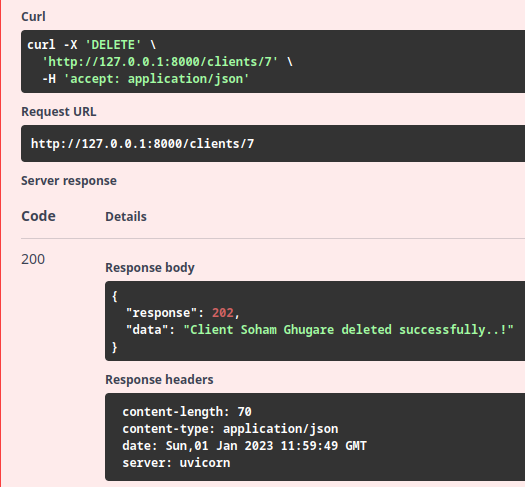 Curl
curl -X 'DELETE' \
  'http://127.0.0.1:8000/clients/7' \
  -H 'accept: application/json'
Request URL
http://127.0.0.1:8000/clients/7
Server response
Code Details
200
Response body
{
  "response": 202,
  "data": "Client Soham Ghugare deleted successfully..!"
}
Response headers
content-length: 70
content-type: application/json
date: Sun,01 Jan 2023 11:59:49 GMT
server: uvicorn